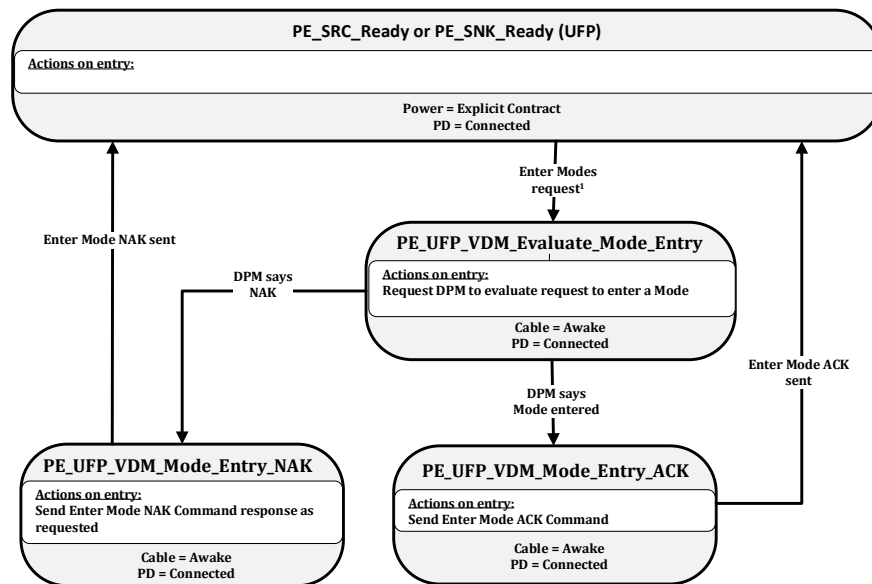 PE_SRC_Ready or PE_SNK_Ready (UFP)
Actions on entry:
Power = Explicit Contract
PD = Connected
Enter Modes
request¹
Enter Mode NAK sent
PE_UFP_VDM_Evaluate_Mode_Entry
Actions on entry:
Request DPM to evaluate request to enter a Mode
Cable = Awake
PD = Connected
DPM says
NAK
Enter Mode ACK
sent
DPM says
Mode entered
PE_UFP_VDM_Mode_Entry_NAK
Actions on entry:
Send Enter Mode NAK Command response as
requested
Cable = Awake
PD = Connected
PE_UFP_VDM_Mode_Entry_ACK
Actions on entry:
Send Enter Mode ACK Command
Cable = Awake
PD = Connected